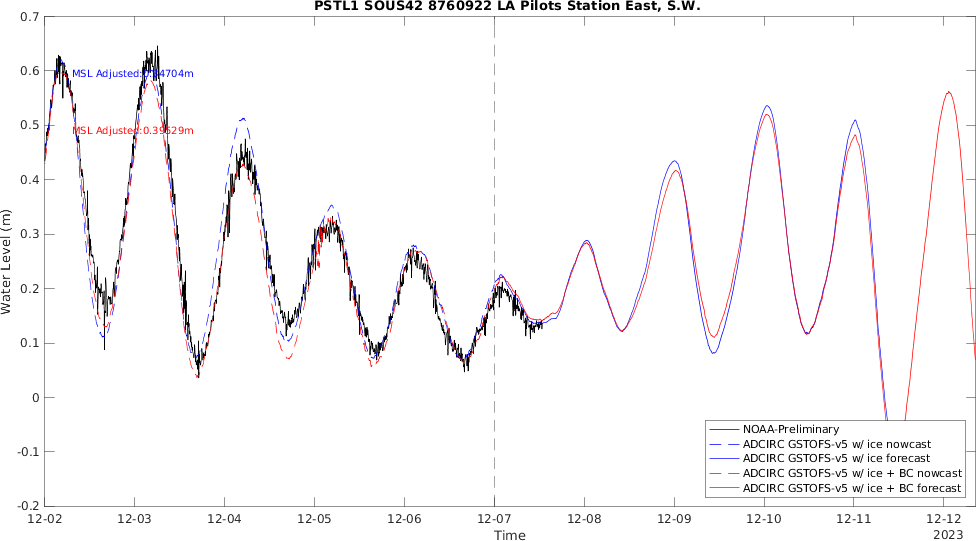 PSTL1 SOUS42 8760922 LA Pilots Station East, S.W.
0.7
0.6
0.5
0.4
0.3
0.2
0.1
0
-0.1
-0.2
Water Level (m)
MSL Adjusted:
MSL Adjusted:0.39629m
NOAA-Preliminary
ADCIRC GSTOFS-v5 w/ ice nowcast
ADCIRC GSTOFS-v5 w/ ice forecast
ADCIRC GSTOFS-v5 w/ ice + BC nowcast
ADCIRC GSTOFS-v5 w/ ice + BC forecast
12-02 12-03 12-04 12-05 12-06 12-07 12-08 12-09 12-10 12-11 12-12
2023
Time